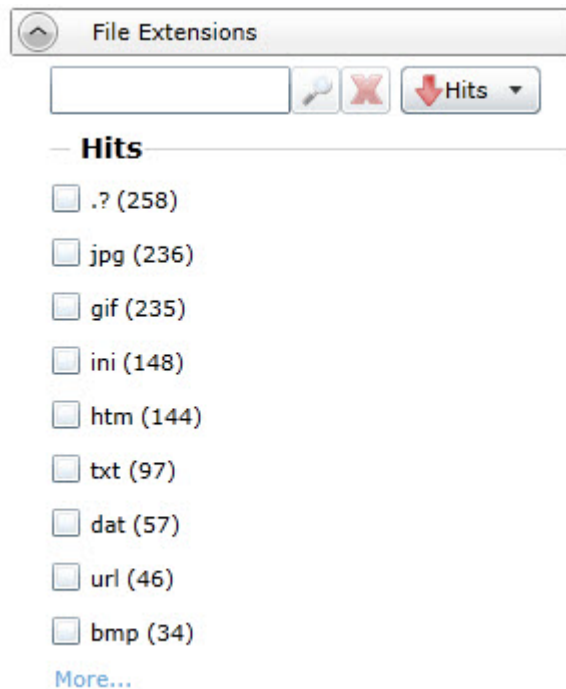 File Extensions
Hits
Hits
.? (258)
jpg (236)
gif (235)
ini (148)
htm (144)
txt (97)
dat (57)
url (46)
bmp (34)
More...